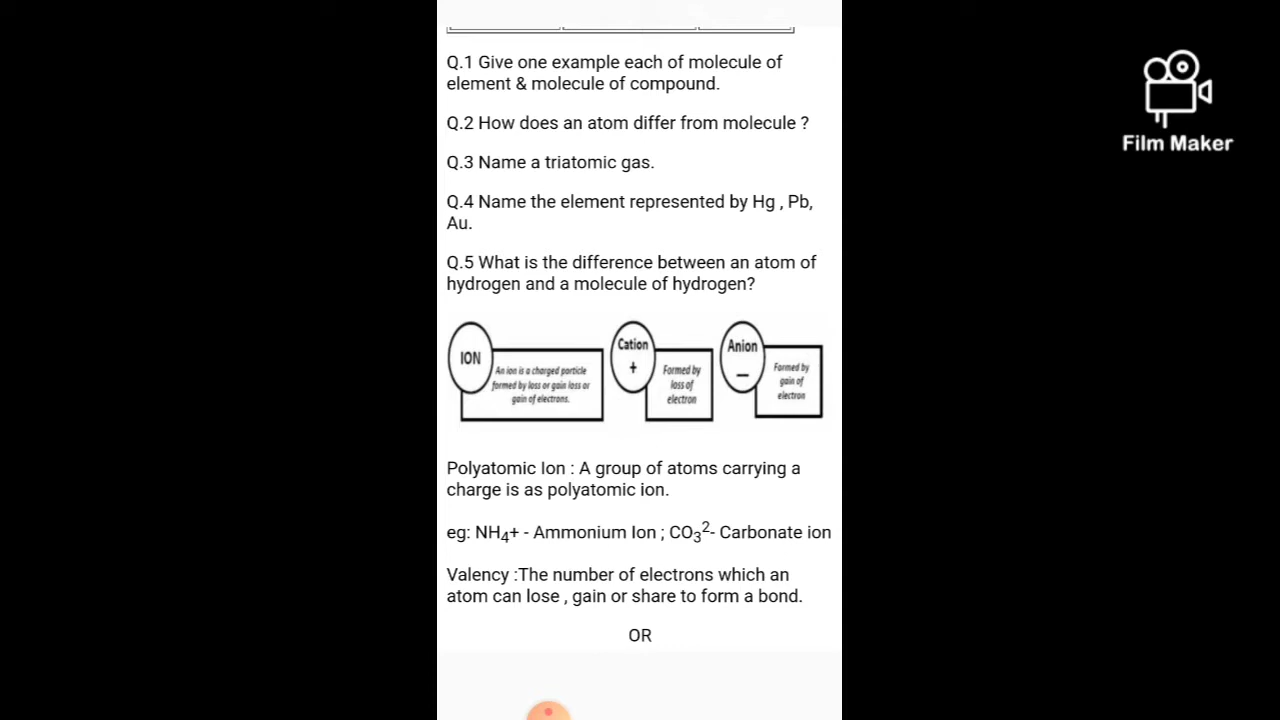 Q.1 Give one example each of molecule of
element & molecule of compound.
Q.2 How does an atom differ from molecule ?
Q.3 Name a triatomic gas.
Q.4 Name the element represented by Hg , Pb,
Au.
Q.5 What is the difference between an atom of
hydrogen and a molecule of hydrogen?
ION
An ion is a charged particle
formed by loss or gain loss or
gain of electrons.
Cation
+
Formed by
loss of
electron
Anion
–
Formed by
gain of
electron
Polyatomic Ion : A group of atoms carrying a
charge is as polyatomic ion.
eg: NH₄+ - Ammonium Ion ; CO₃²- Carbonate ion
Valency :The number of electrons which an
atom can lose , gain or share to form a bond.
OR
Film Maker